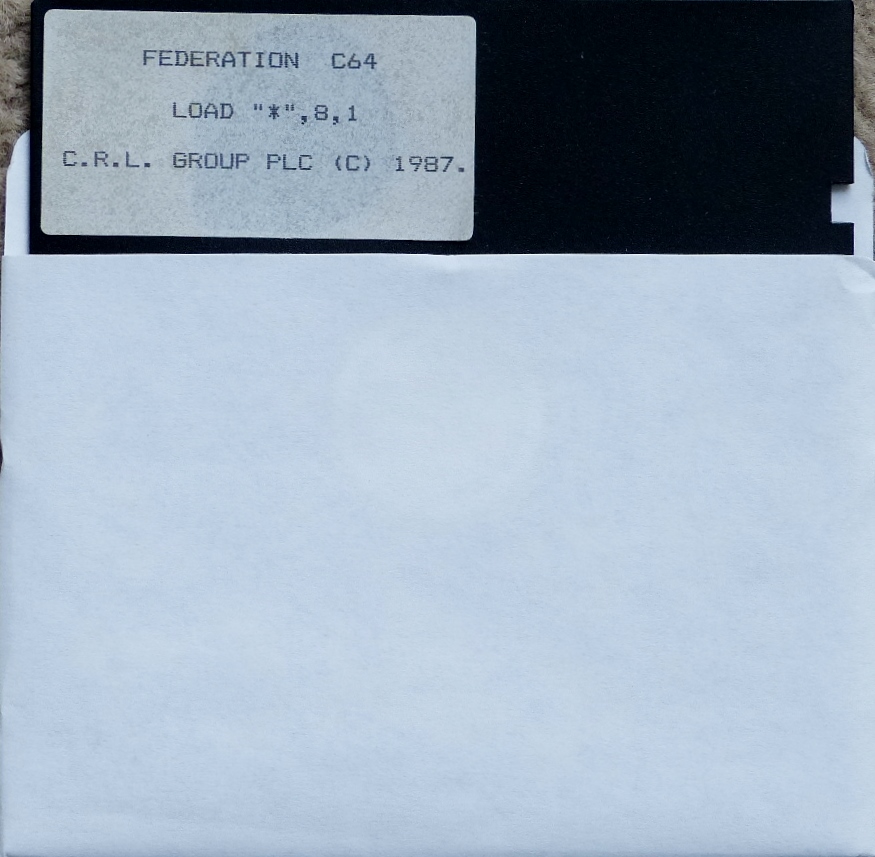 FEDERATION C64
LOAD "*",8,1
C.R.L. GROUP PLC (C) 1987.